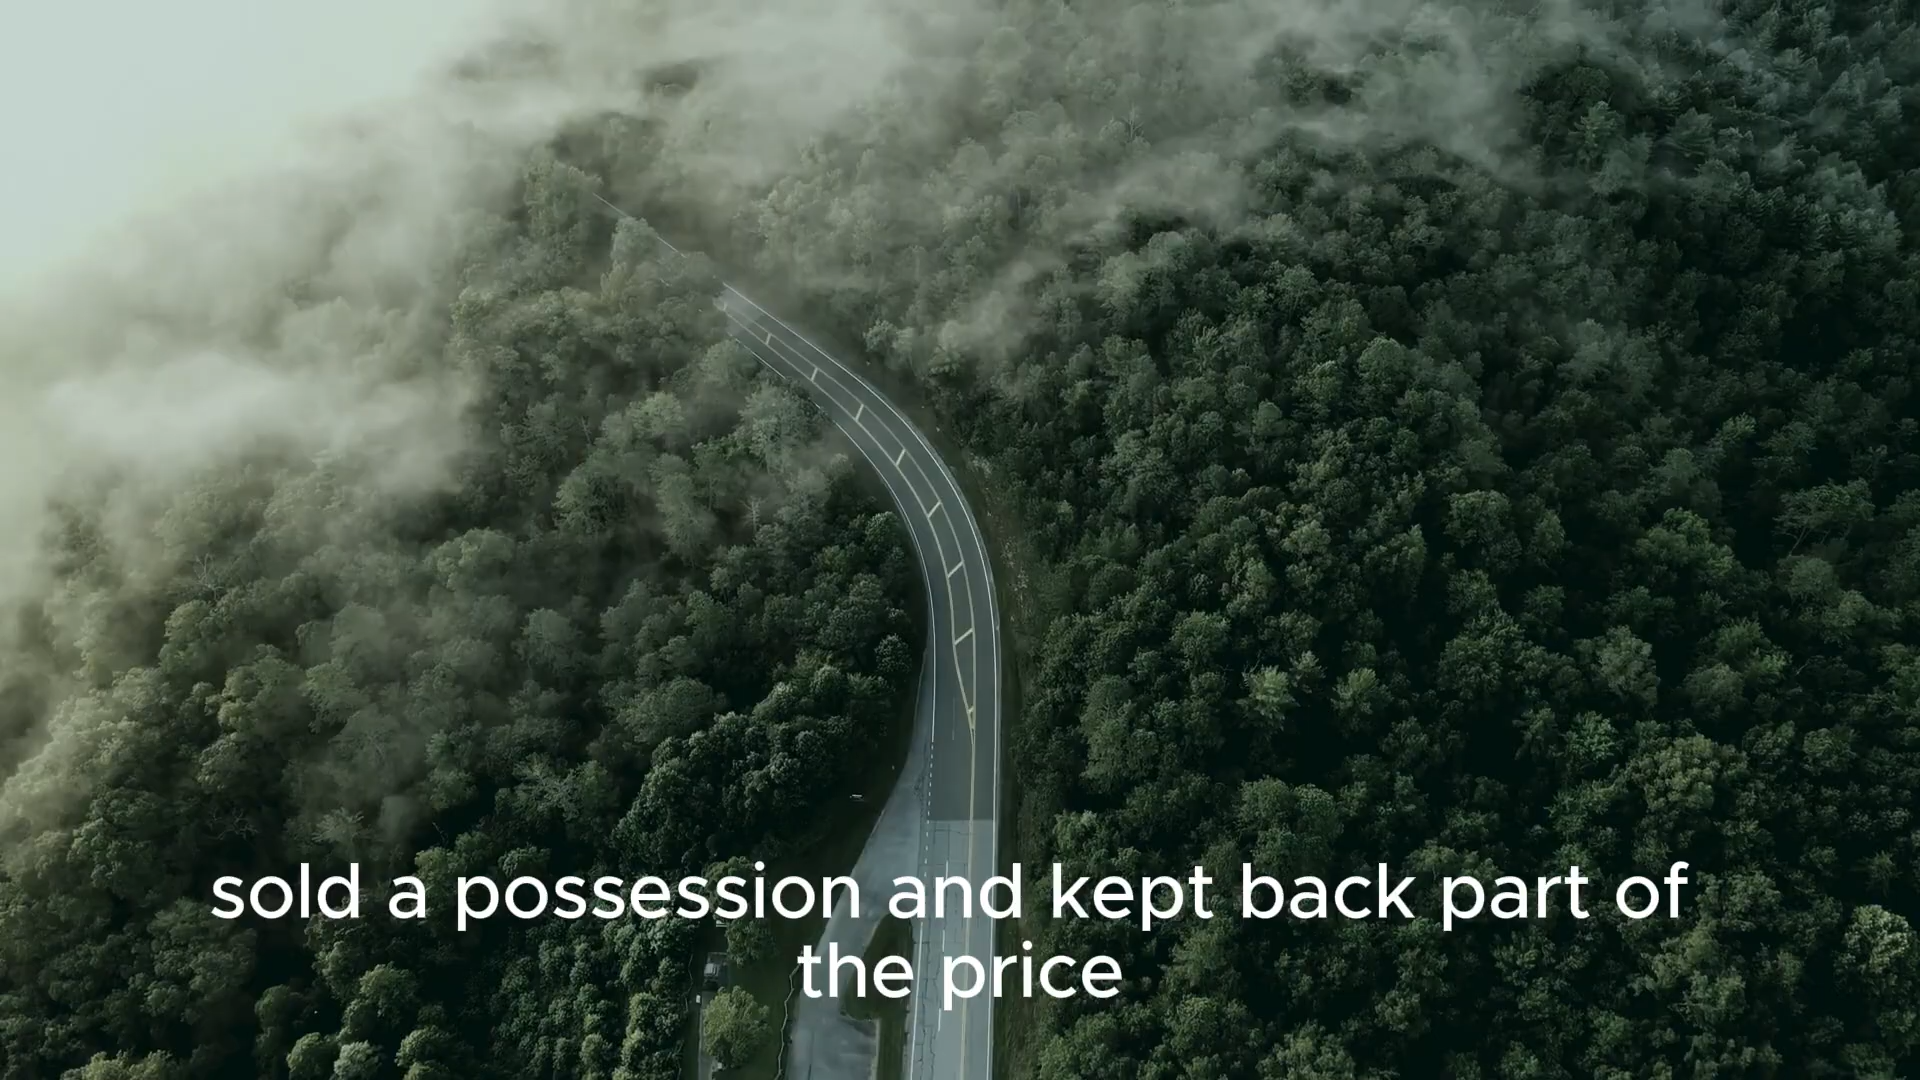 sold a possession and kept back part of
the price